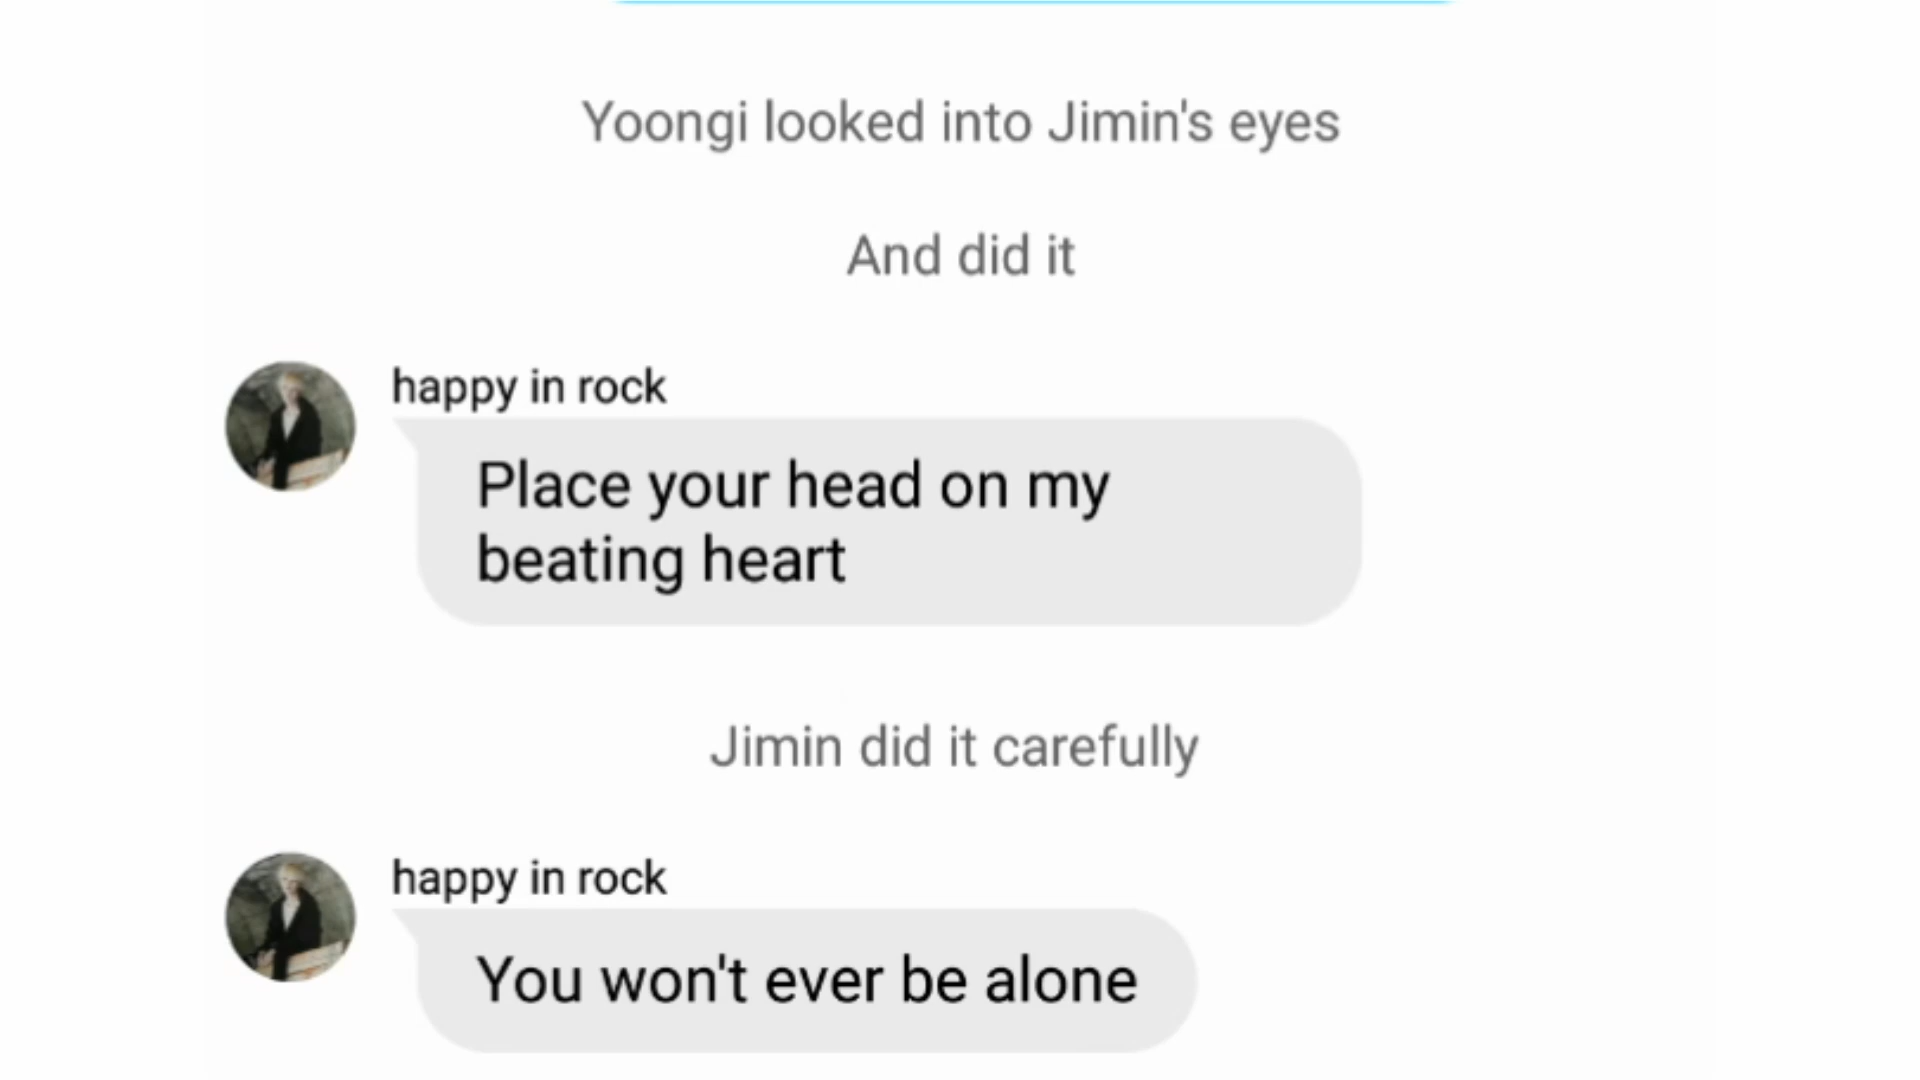 Yoongi looked into Jimin's eyes
And did it
happy in rock
Place your head on my
beating heart
Jimin did it carefully
happy in rock
You won't ever be alone